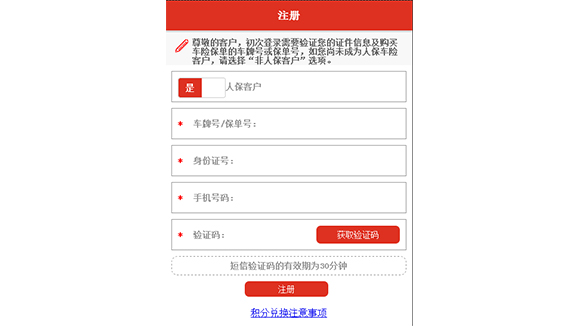 注册
尊敬的客户，初次登录需要验证您的证件信息及购买
车险保单的车牌号或保单号，如您尚未成为人保车险
客户，请选择“非人保客户”选项。
是 人保客户
* 车牌号/保单号：
* 身份证号：
* 手机号码：
* 验证码： 获取验证码
短信验证码的有效期为30分钟
注册
积分兑换注意事项